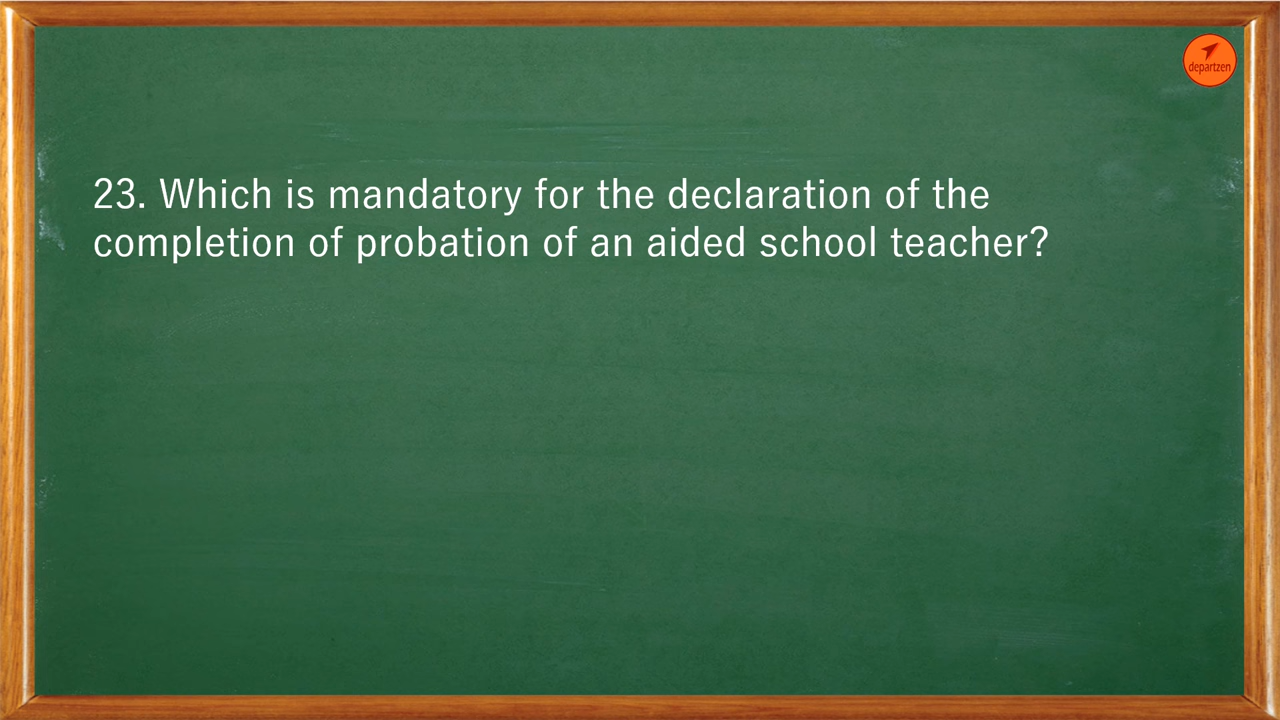 departzen
23. Which is mandatory for the declaration of the
completion of probation of an aided school teacher?